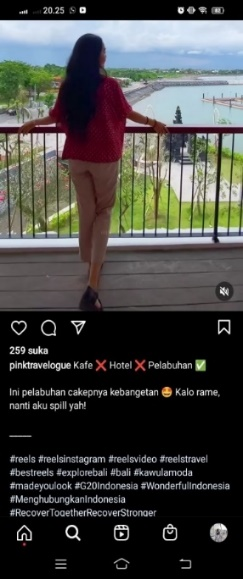 20.25
259 suka
pinktravelogue Kafe ❌ Hotel ❌ Pelabuhan ✅
Ini pelabuhan cakepnya kebangetan 🤩 Kalo rame,
nanti aku spill yah!
____
#reels #reelsinstagram #reelsvideo #reelstravel
#bestreels #explorebali #bali #kawulamoda
#madeyoulook #G20Indonesia #WonderfulIndonesia
#MenghubungkanIndonesia
#RecoverTogetherRecoverStronger